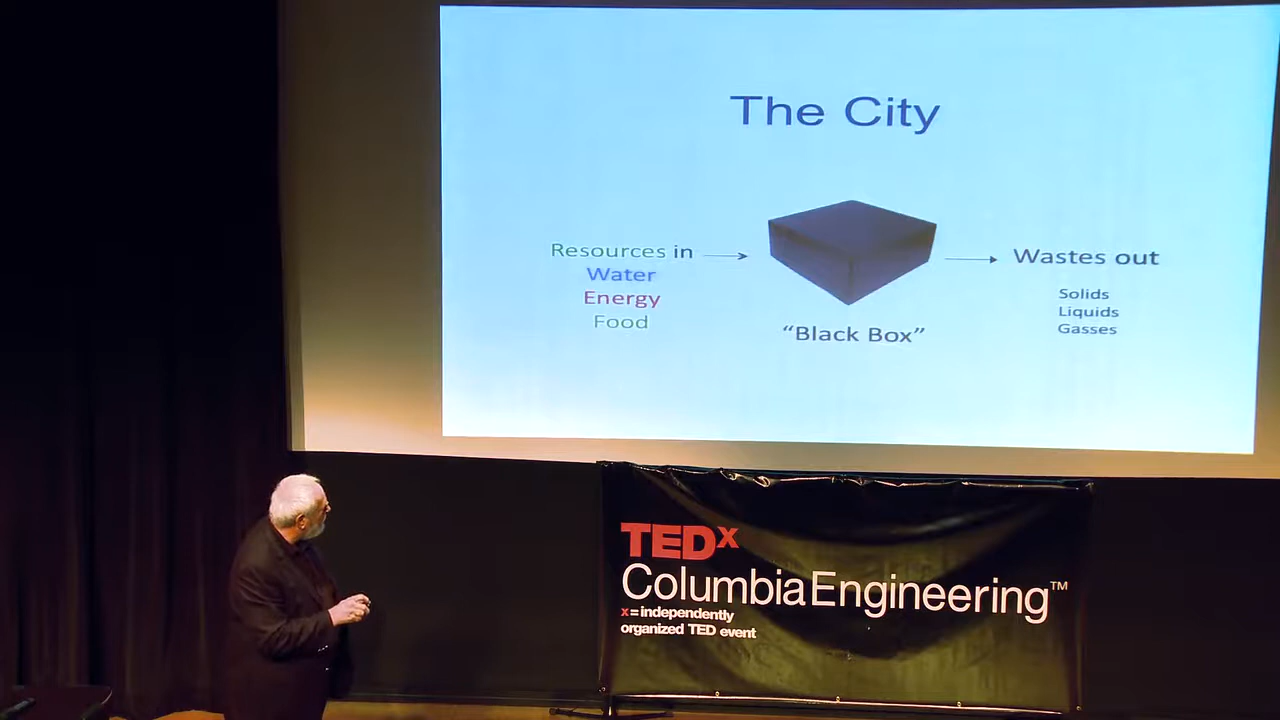 The City
Resources in
Water
Energy
Food
“Black Box”
Wastes out
Solids
Liquids
Gasses
TEDx
ColumbiaEngineering™
x=independently
organized TED event